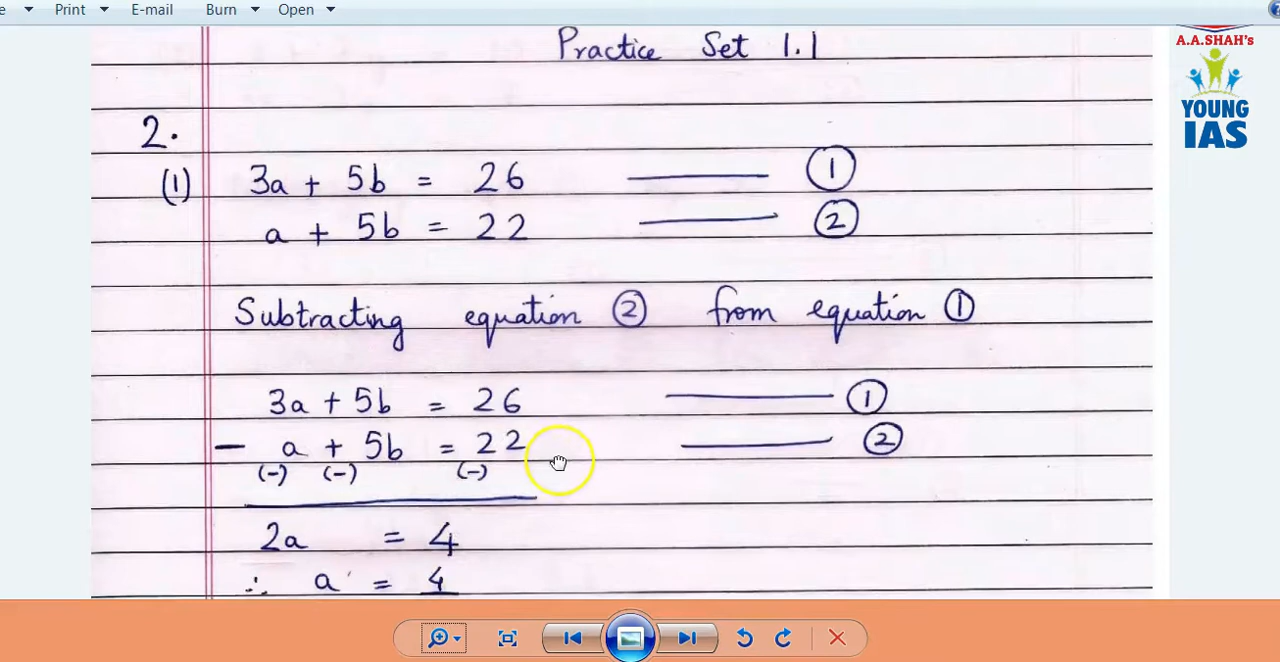 e Print E-mail Burn Open
A.A.SHAH's
YOUNG
IAS
Practice Set 1.1
2.
(1) 3a + 5b = 26 ——— ①
a + 5b = 22 ——— ②
Subtracting equation ② from equation ①
3a + 5b = 26 ——— ①
– a + 5b = 22 ——— ②
(-) (-) (-)
2a = 4
∴ a = 4